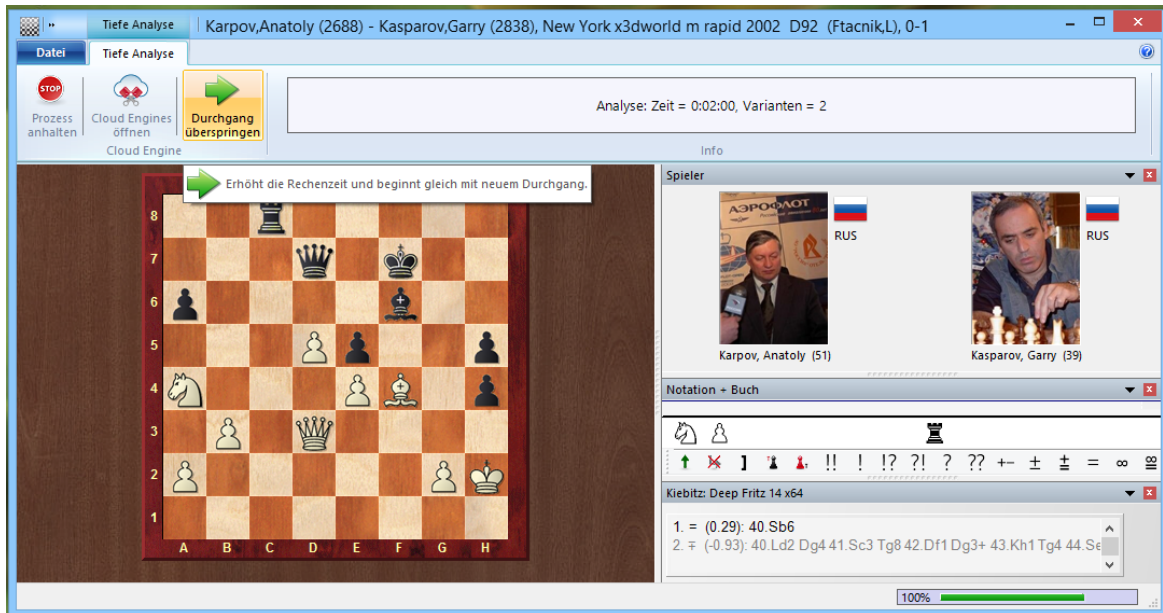 Tiefe Analyse
Karpov,Anatoly (2688) - Kasparov,Garry (2838), New York x3dworld m rapid 2002  D92  (Ftacnik,L), 0-1
Datei
Tiefe Analyse
STOP
Prozess
anhalten
Cloud Engines
öffnen
Durchgang
überspringen
Cloud Engine
Analyse: Zeit = 0:02:00, Varianten = 2
Info
Erhöht die Rechenzeit und beginnt gleich mit neuem Durchgang.
8
7
6
5
4
3
2
1
A B C D E F G H
Spieler
АЭРОФЛОТ
RUS
RUS
Karpov, Anatoly (51)
Kasparov, Garry (39)
Notation + Buch
] !! ! !? ?! ? ?? +− ± ⩲ = ∞
Kiebitz: Deep Fritz 14 x64
1. = (0.29): 40.Sb6
2. ∓ (-0.93): 40.Ld2 Dg4 41.Sc3 Tg8 42.Df1 Dg3+ 43.Kh1 Tg4 44.Se
100%